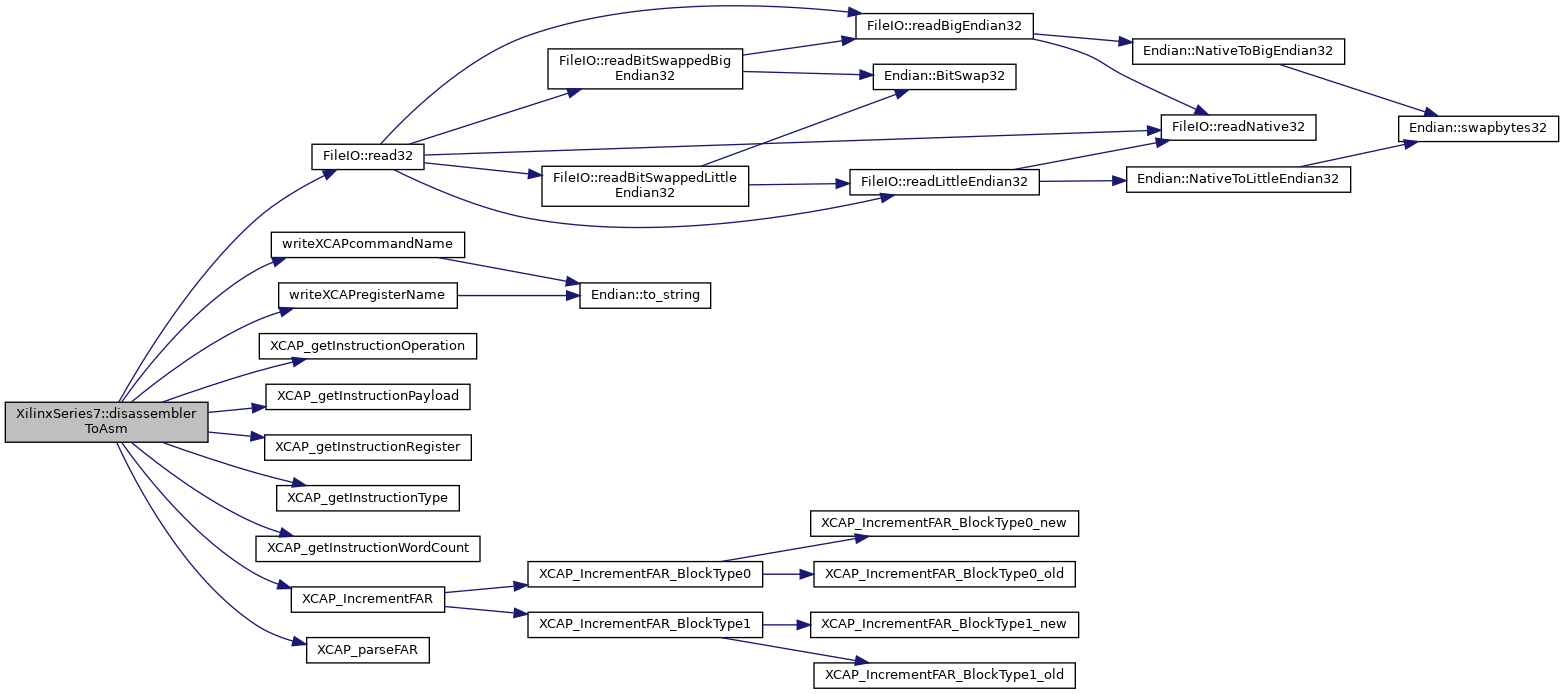 FileIO::readBigEndian32
Endian::NativeToBigEndian32
FileIO::readBitSwappedBig
Endian32
Endian::BitSwap32
FileIO::readNative32
Endian::swapbytes32
FileIO::read32
FileIO::readBitSwappedLittle
Endian32
FileIO::readLittleEndian32
Endian::NativeToLittleEndian32
writeXCAPcommandName
writeXCAPregisterName
Endian::to_string
XCAP_getInstructionOperation
XCAP_getInstructionPayload
XilinxSeries7::disassembler
ToAsm
XCAP_getInstructionRegister
XCAP_getInstructionType
XCAP_getInstructionWordCount
XCAP_IncrementFAR
XCAP_IncrementFAR_BlockType0
XCAP_IncrementFAR_BlockType0_new
XCAP_IncrementFAR_BlockType0_old
XCAP_IncrementFAR_BlockType1
XCAP_IncrementFAR_BlockType1_new
XCAP_IncrementFAR_BlockType1_old
XCAP_parseFAR